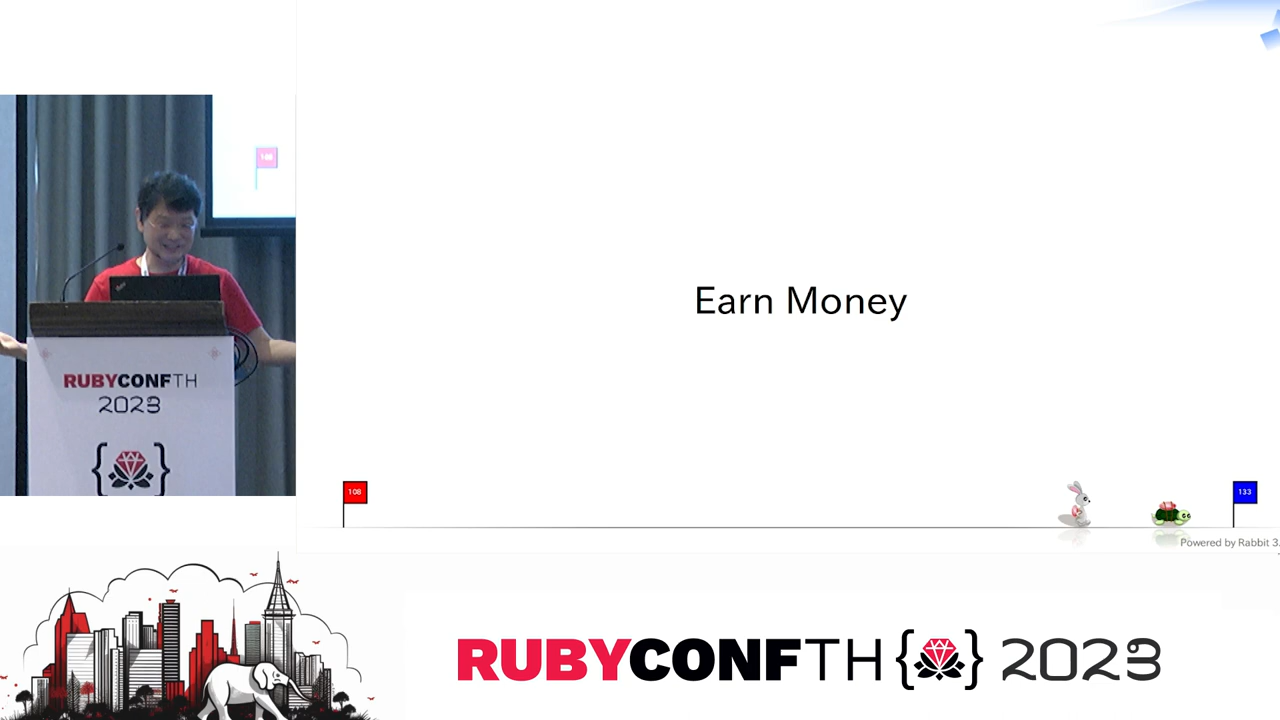 Earn Money
108
133
Powered by Rabbit 3.
RUBYCONFTH
2023
RUBYCONFTH 2023